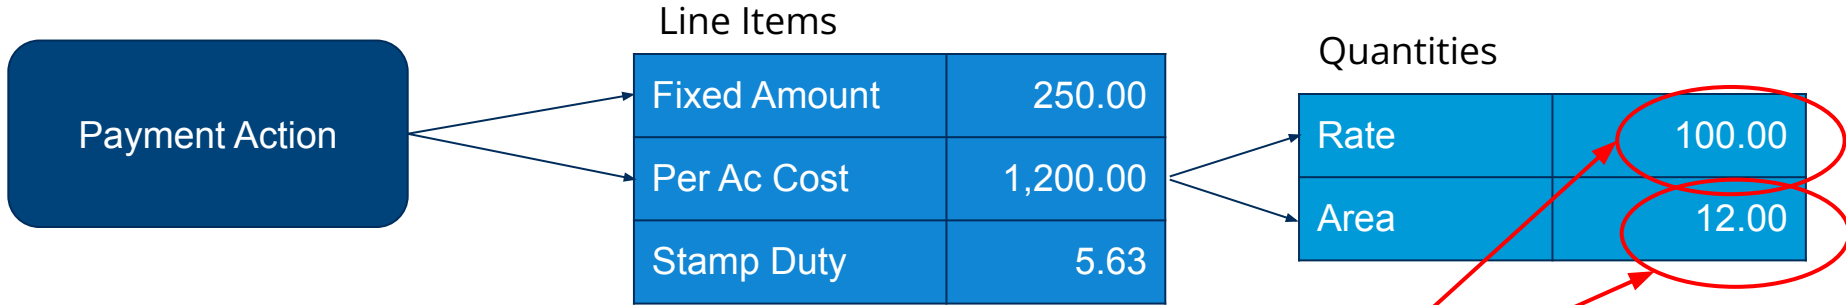 Line Items
Quantities
Payment Action
Fixed Amount 250.00
Per Ac Cost 1,200.00
Stamp Duty 5.63
Rate 100.00
Area 12.00